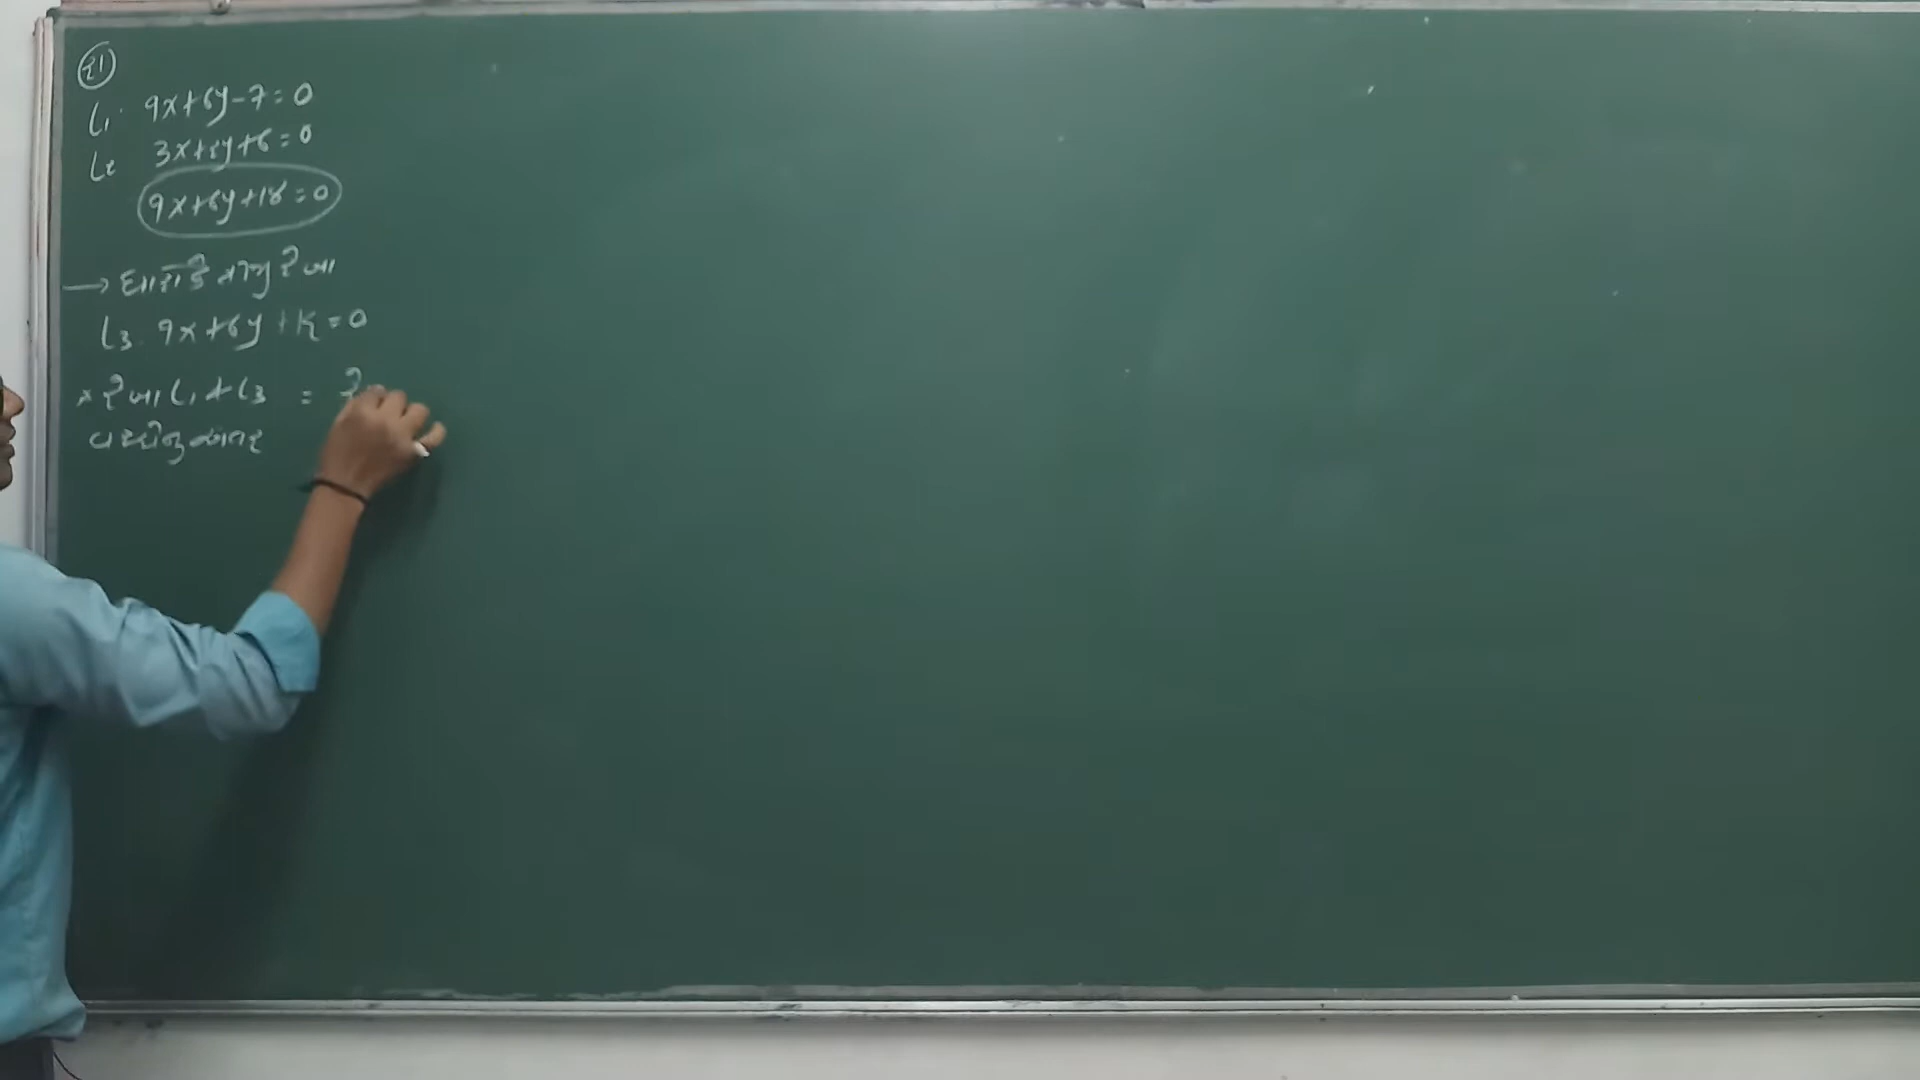 21
L₁: 9x+6y-7=0
L₂ 3x+2y+6=0
9x+6y+18=0
→ ધારોકે ત્રીજી રેખા
L₃: 9x+6y+K=0
× રેખા L₁ & L₃ = રે
વચ્ચેનું અંતર